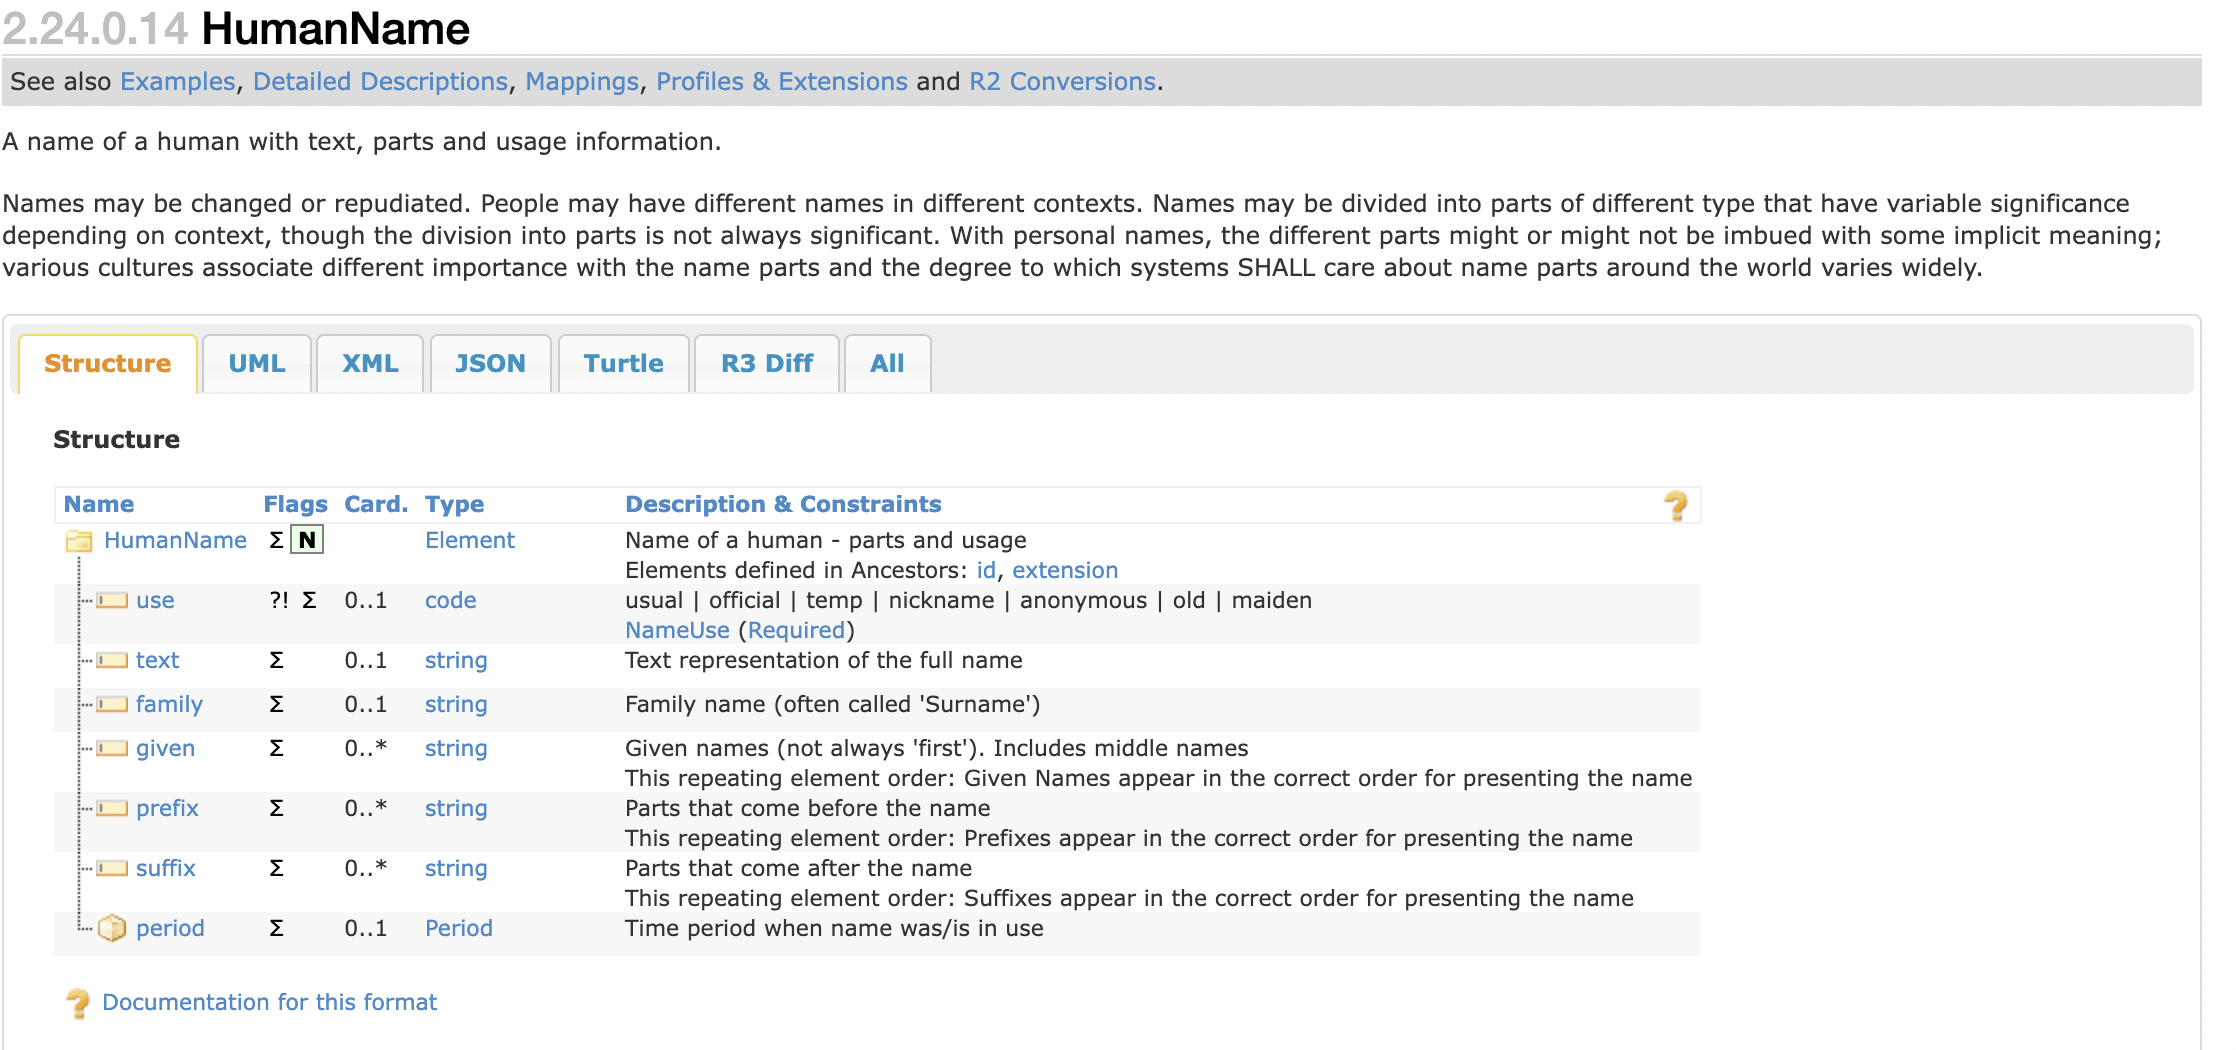 2.24.0.14 HumanName
See also Examples, Detailed Descriptions, Mappings, Profiles & Extensions and R2 Conversions.
A name of a human with text, parts and usage information.
Names may be changed or repudiated. People may have different names in different contexts. Names may be divided into parts of different type that have variable significance
depending on context, though the division into parts is not always significant. With personal names, the different parts might or might not be imbued with some implicit meaning;
various cultures associate different importance with the name parts and the degree to which systems SHALL care about name parts around the world varies widely.
Structure UML XML JSON Turtle R3 Diff All
Structure
Name Flags Card. Type Description & Constraints ?
HumanName Σ N Element Name of a human - parts and usage
Elements defined in Ancestors: id, extension
use ?! Σ 0..1 code usual | official | temp | nickname | anonymous | old | maiden
NameUse (Required)
text Σ 0..1 string Text representation of the full name
family Σ 0..1 string Family name (often called 'Surname')
given Σ 0..* string Given names (not always 'first'). Includes middle names
This repeating element order: Given Names appear in the correct order for presenting the name
prefix Σ 0..* string Parts that come before the name
This repeating element order: Prefixes appear in the correct order for presenting the name
suffix Σ 0..* string Parts that come after the name
This repeating element order: Suffixes appear in the correct order for presenting the name
period Σ 0..1 Period Time period when name was/is in use
? Documentation for this format